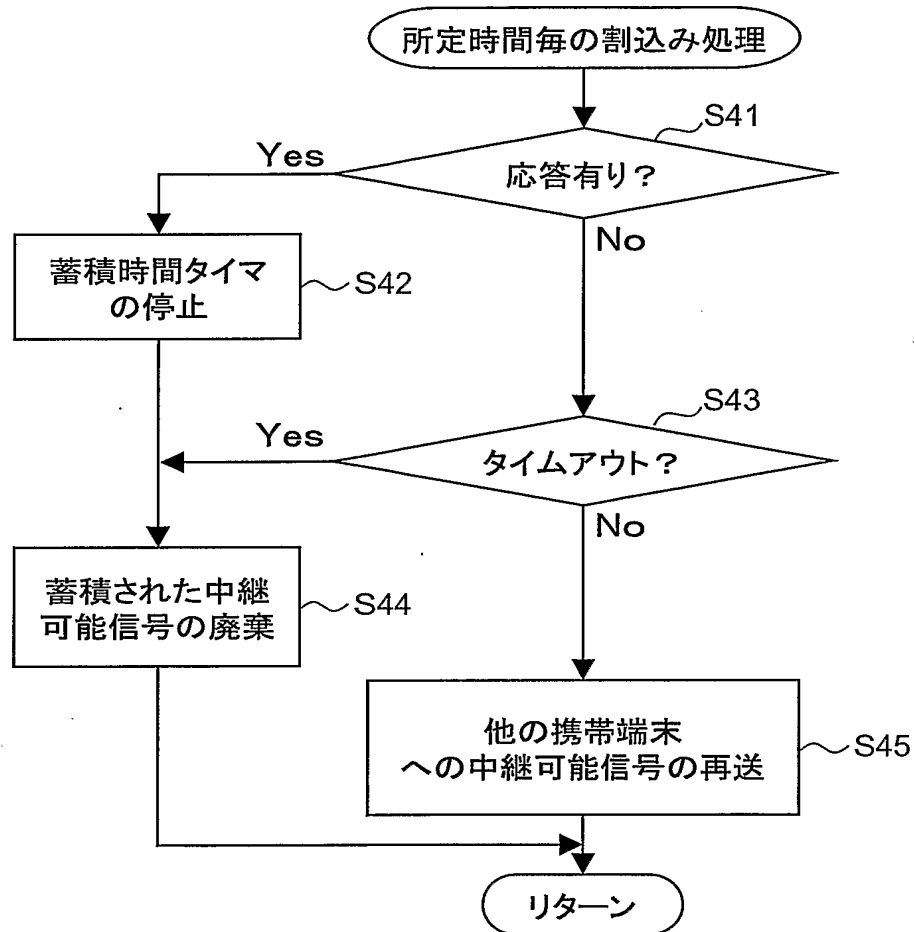 所定時間毎の割込み処理
S41
Yes
応答有り?
No
蓄積時間タイマ
の停止
S42
S43
Yes
タイムアウト?
No
蓄積された中継
可能信号の廃棄
S44
他の携帯端末
への中継可能信号の再送
S45
リターン